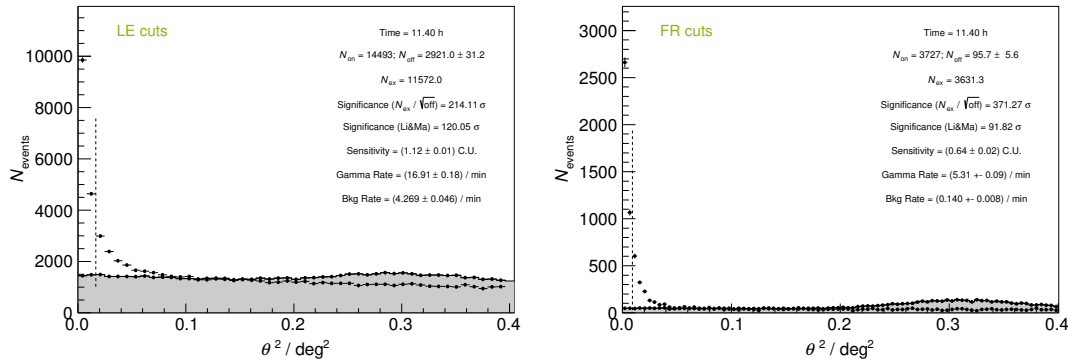 LE cuts
Time = 11.40 h
N_on = 14493; N_off = 2921.0 ± 31.2
N_ex = 11572.0
Significance (N_ex / √off) = 214.11 σ
Significance (Li&Ma) = 120.05 σ
Sensitivity = (1.12 ± 0.01) C.U.
Gamma Rate = (16.91 ± 0.18) / min
Bkg Rate = (4.269 ± 0.046) / min
N_events
10000
8000
6000
4000
2000
0
0.0 0.1 0.2 0.3 0.4
θ² / deg²
FR cuts
Time = 11.40 h
N_on = 3727; N_off = 95.7 ± 5.6
N_ex = 3631.3
Significance (N_ex / √off) = 371.27 σ
Significance (Li&Ma) = 91.82 σ
Sensitivity = (0.64 ± 0.02) C.U.
Gamma Rate = (5.31 +- 0.09) / min
Bkg Rate = (0.140 +- 0.008) / min
N_events
3000
2500
2000
1500
1000
500
0
0.0 0.1 0.2 0.3 0.4
θ² / deg²